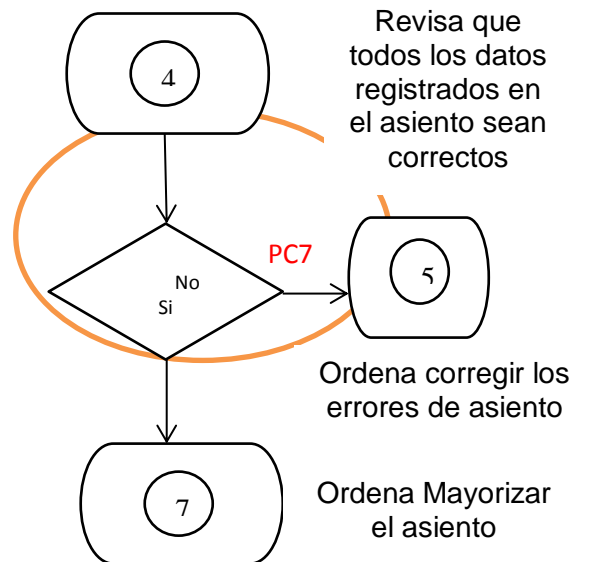 4
Revisa que
todos los datos
registrados en
el asiento sean
correctos
PC7
No
Si
5
Ordena corregir los
errores de asiento
7
Ordena Mayorizar
el asiento